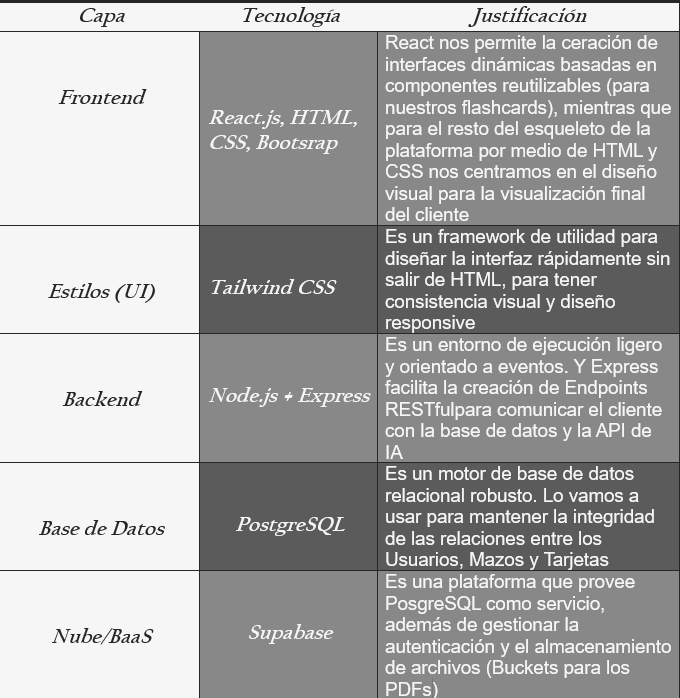 Capa Tecnología Justificación
Frontend
React.js, HTML,
CSS, Bootsrap
React nos permite la ceración de
interfaces dinámicas basadas en
componentes reutilizables (para
nuestros flashcards), mientras que
para el resto del esqueleto de la
plataforma por medio de HTML y
CSS nos centramos en el diseño
visual para la visualización final
del cliente
Estilos (UI)
Tailwind CSS
Es un framework de utilidad para
diseñar la interfaz rápidamente sin
salir de HTML, para tener
consistencia visual y diseño
responsive
Backend
Node.js + Express
Es un entorno de ejecución ligero
y orientado a eventos. Y Express
facilita la creación de Endpoints
RESTfulpara comunicar el cliente
con la base de datos y la API de
IA
Base de Datos
PostgreSQL
Es un motor de base de datos
relacional robusto. Lo vamos a
usar para mantener la integridad
de las relaciones entre los
Usuarios, Mazos y Tarjetas
Nube/BaaS
Supabase
Es una plataforma que provee
PosgreSQL como servicio,
además de gestionar la
autenticación y el almacenamiento
de archivos (Buckets para los
PDFs)